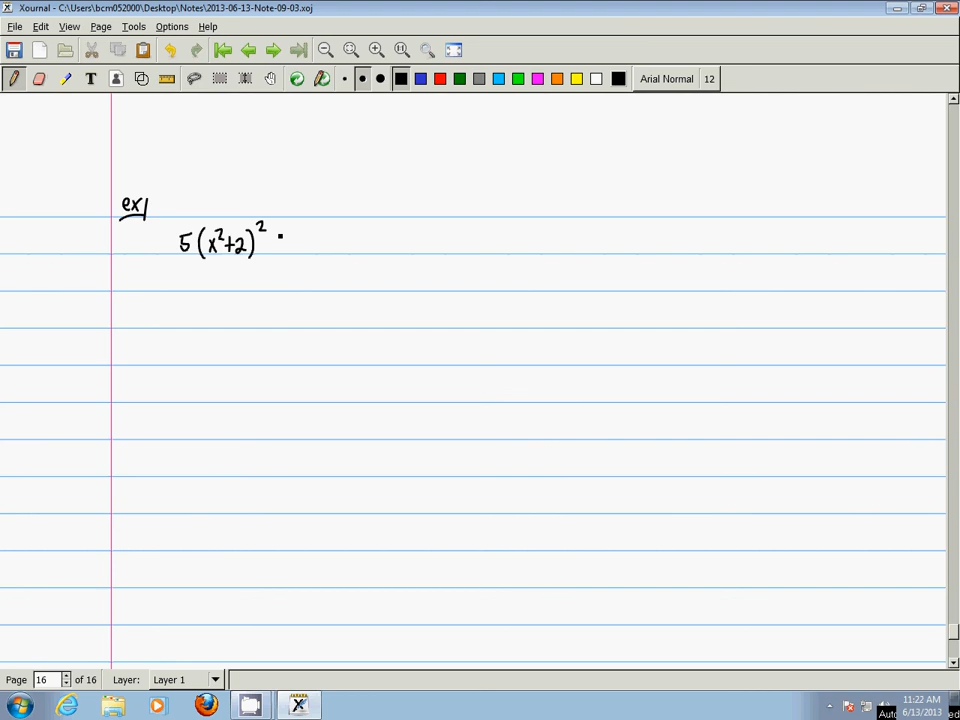 Xournal - C:\Users\bcm052000\Desktop\Notes\2013-06-13-Note-09-03.xoj
File Edit View Page Tools Options Help
T Arial Normal 12
ex1
5(x²+2)²
Page 16 of 16 Layer: Layer 1
11:22 AM
6/13/2013